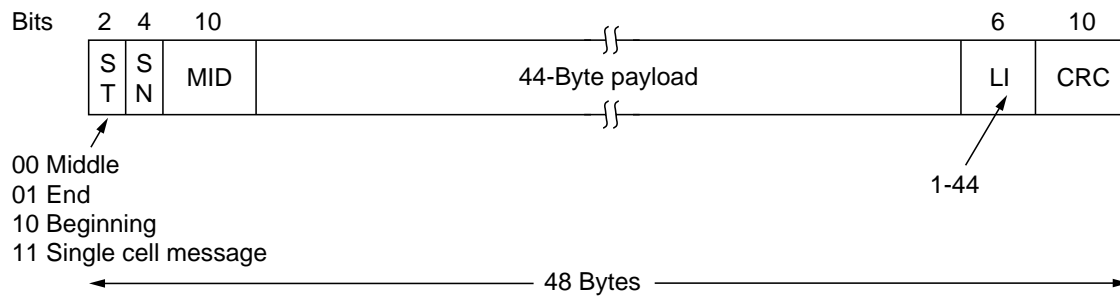 Bits 2 4 10 6 10
S T
S N
MID
44-Byte payload
LI
CRC
00 Middle
01 End
10 Beginning
11 Single cell message
1-44
48 Bytes